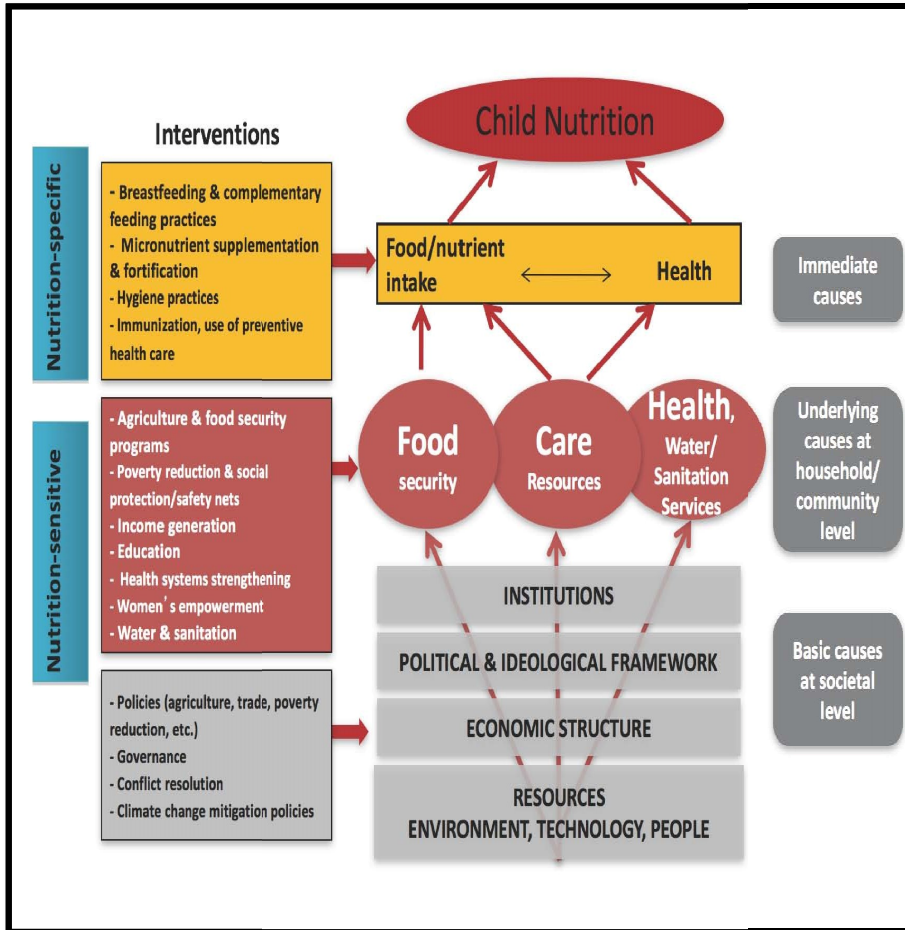 Child Nutrition
Interventions
Nutrition-specific
- Breastfeeding & complementary
feeding practices
- Micronutrient supplementation
& fortification
- Hygiene practices
- Immunization, use of preventive
health care
Food/nutrient
intake
Health
Immediate
causes
Nutrition-sensitive
- Agriculture & food security
programs
- Poverty reduction & social
protection/safety nets
- Income generation
- Education
- Health systems strengthening
- Women's empowerment
- Water & sanitation
Food
security
Care
Resources
Health,
Water/
Sanitation
Services
Underlying
causes at
household/
community
level
- Policies (agriculture, trade, poverty
reduction, etc.)
- Governance
- Conflict resolution
- Climate change mitigation policies
INSTITUTIONS
POLITICAL & IDEOLOGICAL FRAMEWORK
ECONOMIC STRUCTURE
RESOURCES
ENVIRONMENT, TECHNOLOGY, PEOPLE
Basic causes
at societal
level